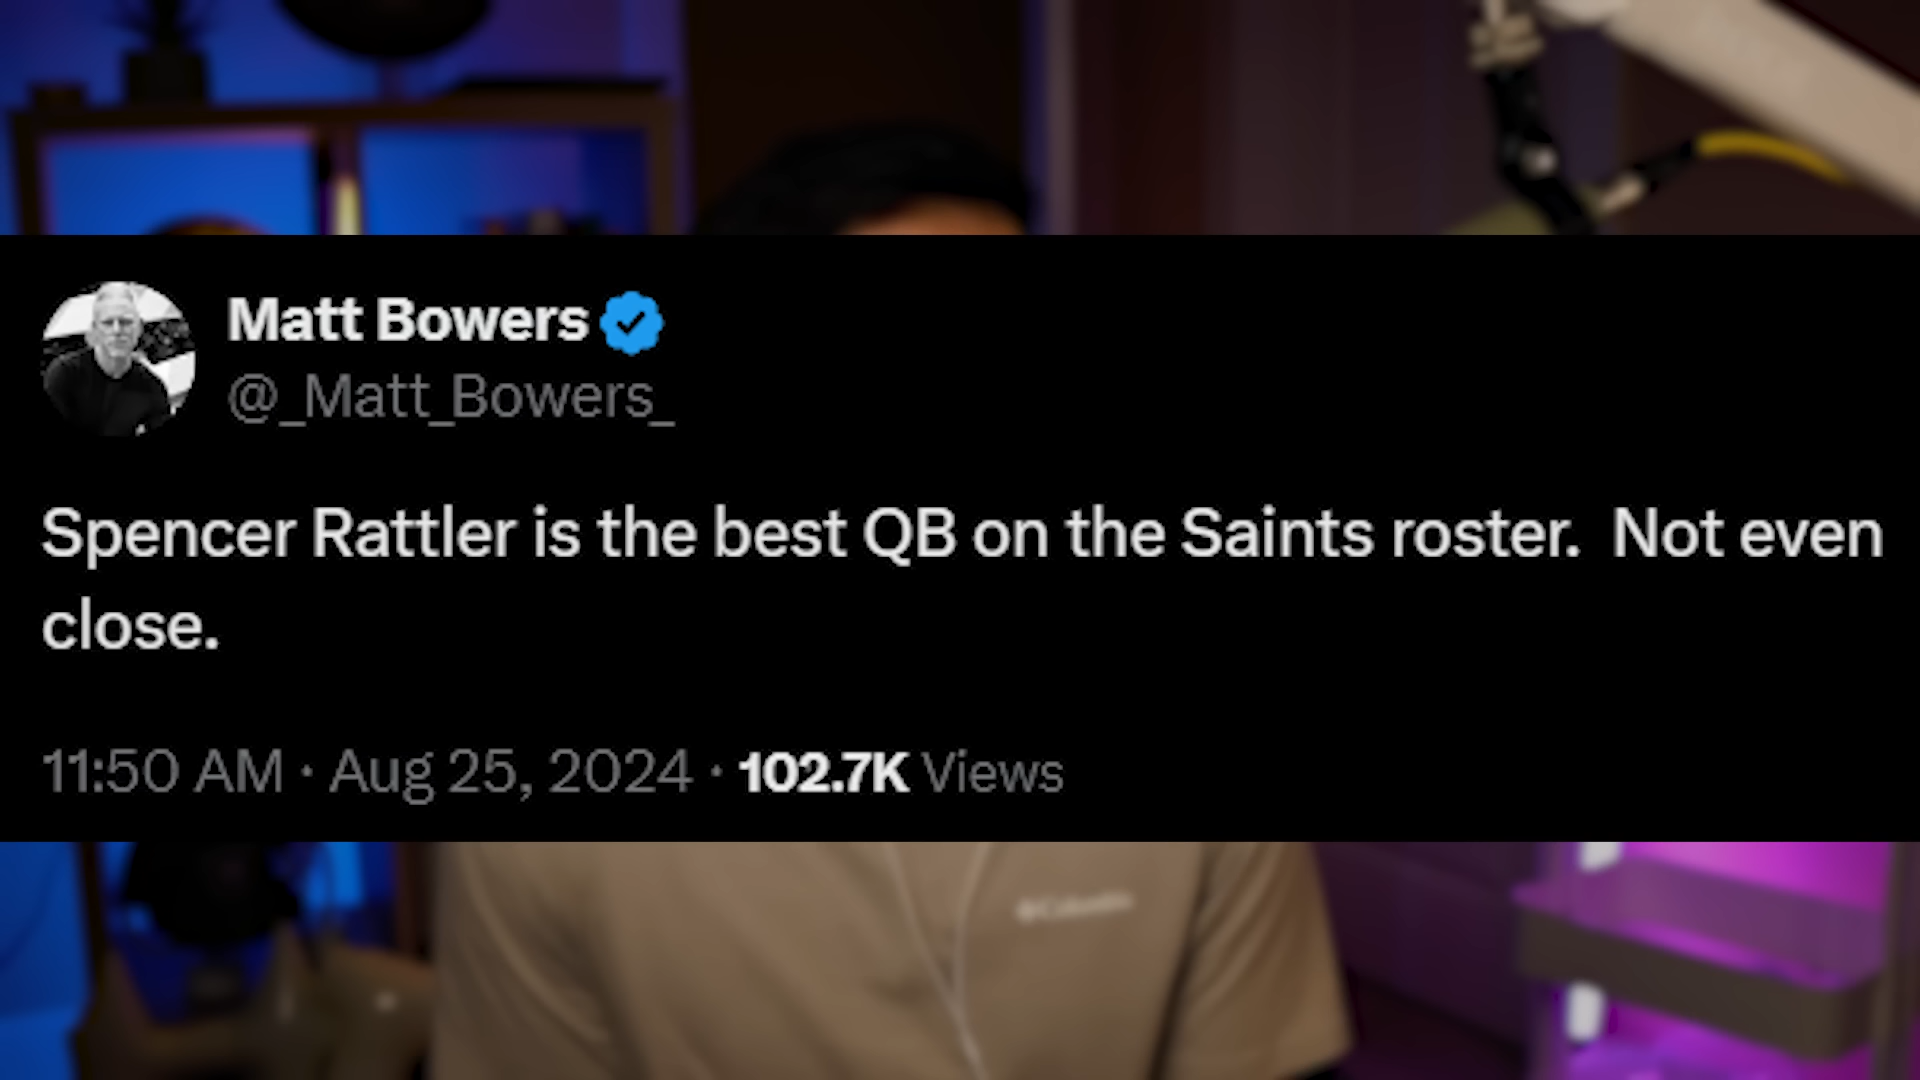 Matt Bowers
@_Matt_Bowers_
Spencer Rattler is the best QB on the Saints roster.  Not even
close.
11:50 AM · Aug 25, 2024 · 102.7K Views
Columbia